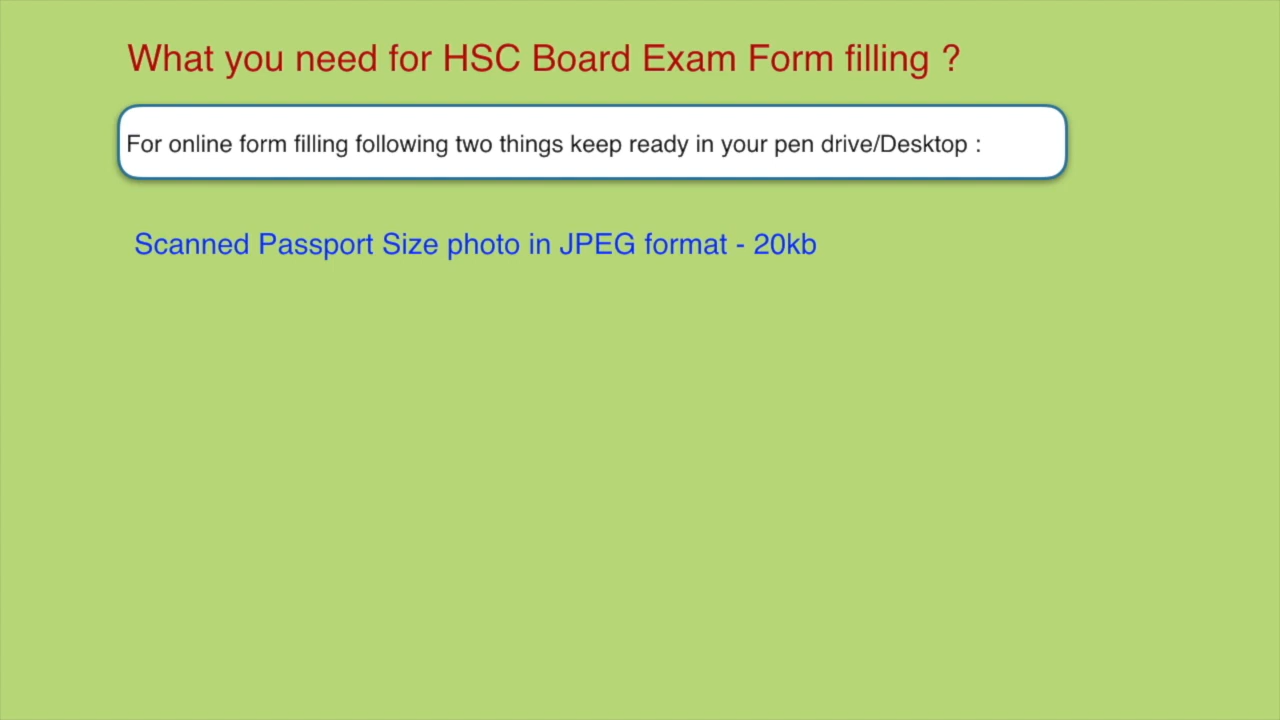 What you need for HSC Board Exam Form filling ?
For online form filling following two things keep ready in your pen drive/Desktop :
Scanned Passport Size photo in JPEG format - 20kb